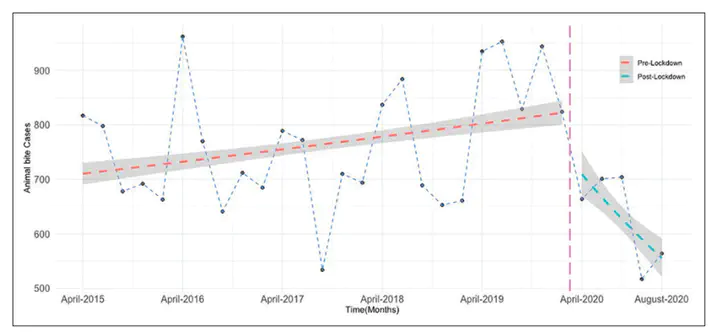 900
800
700
600
500
Animal bite Cases
Pre-Lockdown
Post-Lockdown
April-2015 April-2016 April-2017 April-2018 April-2019 April-2020 August-2020
Time(Months)